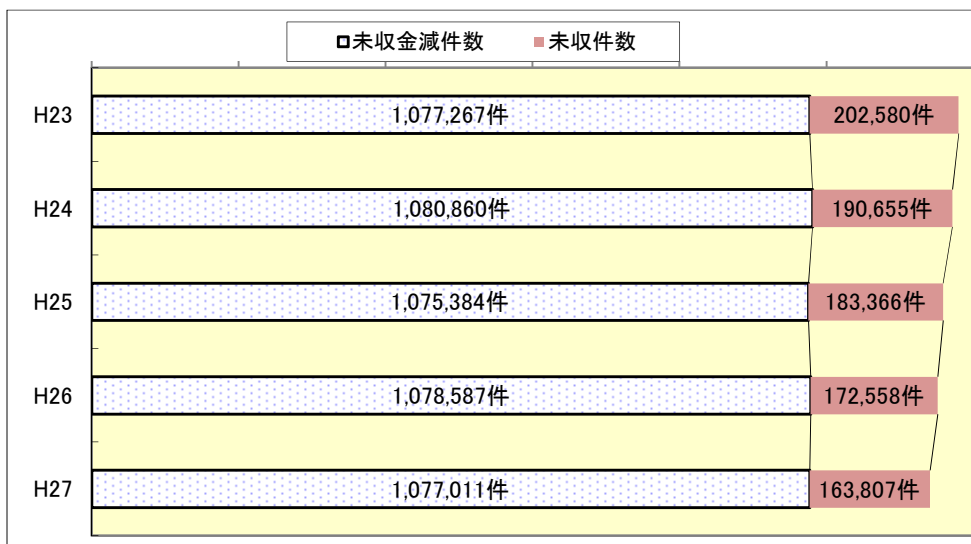 未収金減件数 未収件数
H23 1,077,267件 202,580件
H24 1,080,860件 190,655件
H25 1,075,384件 183,366件
H26 1,078,587件 172,558件
H27 1,077,011件 163,807件